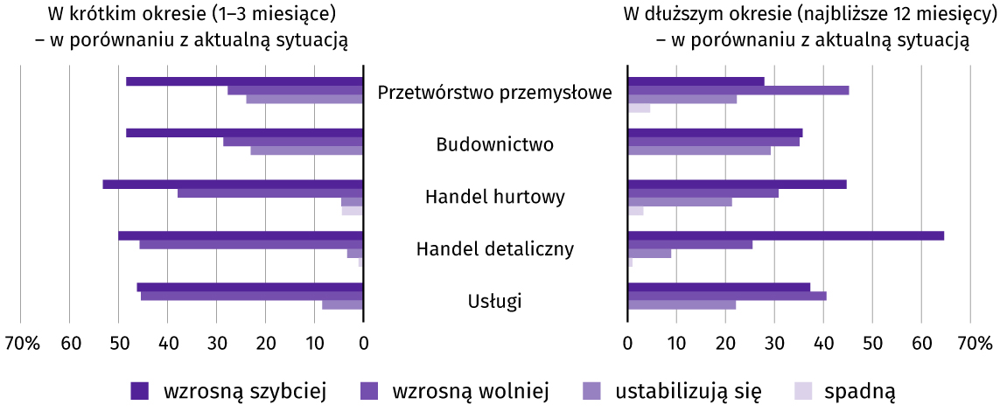 W krótkim okresie (1–3 miesiące)
– w porównaniu z aktualną sytuacją
W dłuższym okresie (najbliższe 12 miesięcy)
– w porównaniu z aktualną sytuacją
Przetwórstwo przemysłowe
Budownictwo
Handel hurtowy
Handel detaliczny
Usługi
70% 60 50 40 30 20 10 0
0 10 20 30 40 50 60 70%
wzrosną szybciej wzrosną wolniej ustabilizują się spadną